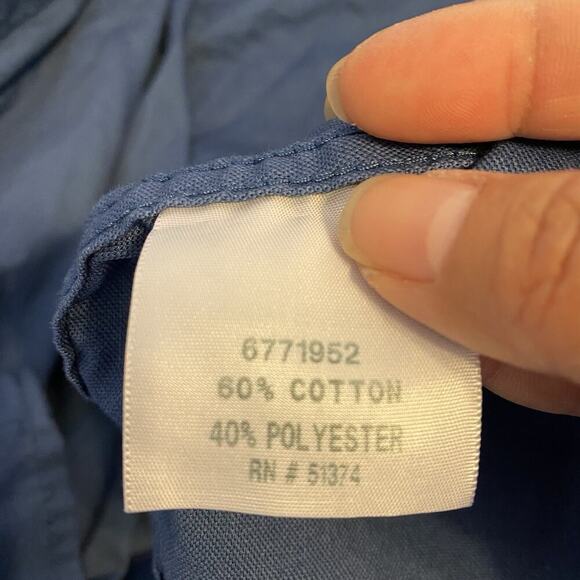 6771952
60% COTTON
40% POLYESTER
RN # 51374